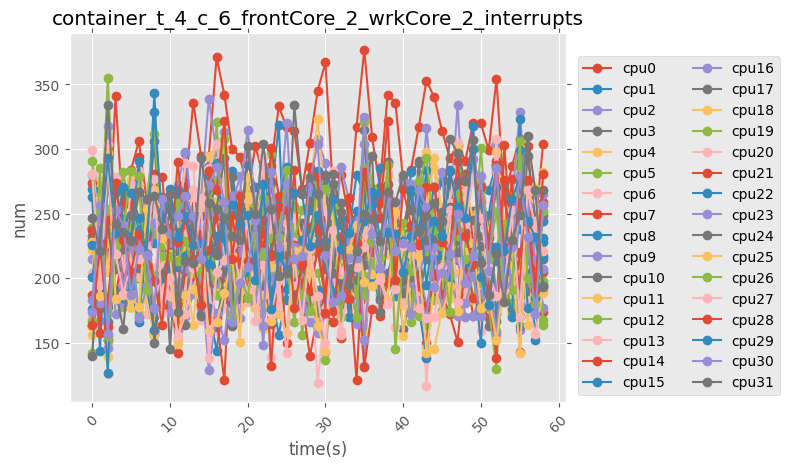 container_t_4_c_6_frontCore_2_wrkCore_2_interrupts
num
350
300
250
200
150
0 10 20 30 40 50 60
time(s)
cpu0 cpu16
cpu1 cpu17
cpu2 cpu18
cpu3 cpu19
cpu4 cpu20
cpu5 cpu21
cpu6 cpu22
cpu7 cpu23
cpu8 cpu24
cpu9 cpu25
cpu10 cpu26
cpu11 cpu27
cpu12 cpu28
cpu13 cpu29
cpu14 cpu30
cpu15 cpu31